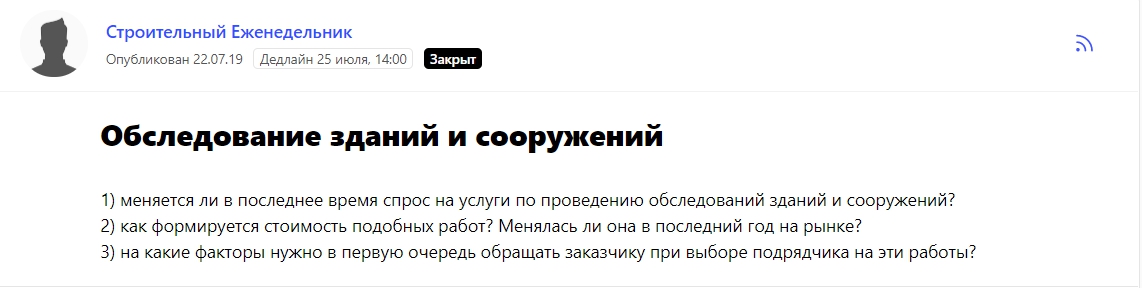 Строительный Еженедельник
Опубликован 22.07.19 Дедлайн 25 июля, 14:00 Закрыт
Обследование зданий и сооружений
1) меняется ли в последнее время спрос на услуги по проведению обследований зданий и сооружений?
2) как формируется стоимость подобных работ? Менялась ли она в последний год на рынке?
3) на какие факторы нужно в первую очередь обращать заказчику при выборе подрядчика на эти работы?